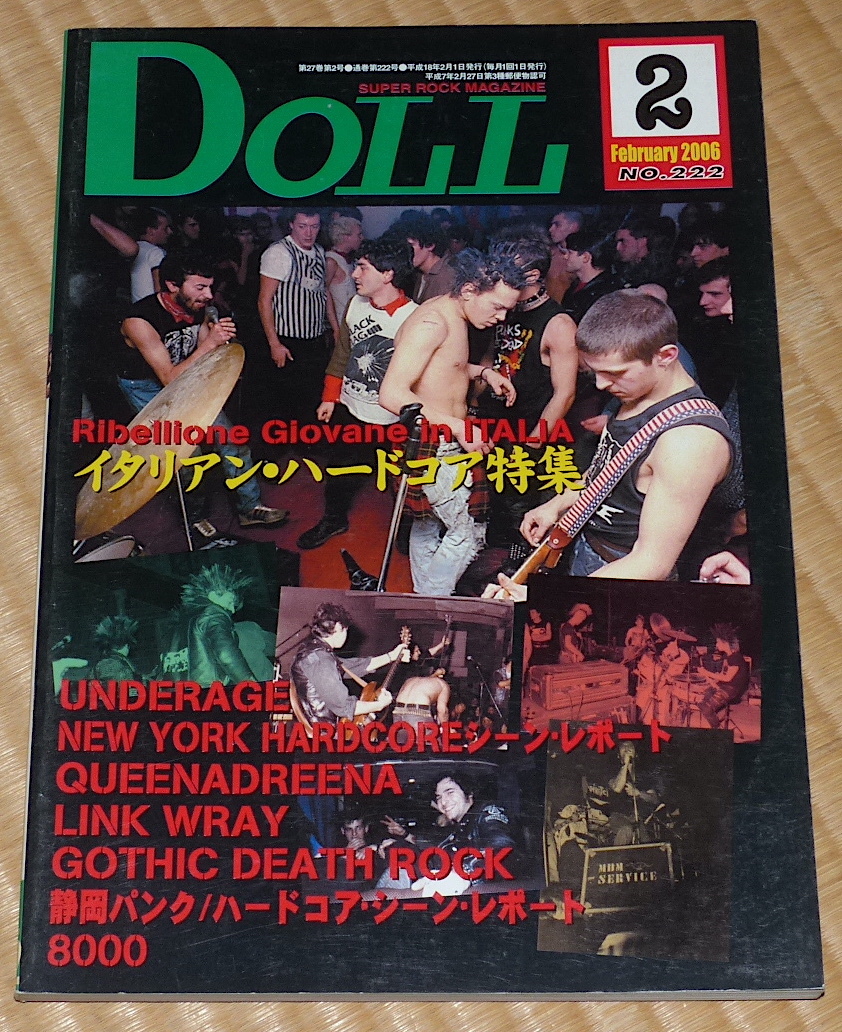 第27巻第2号●通巻第222号●平成18年2月1日発行(毎月1回1日発行)
平成7年2月27日第3種郵便物認可
SUPER ROCK MAGAZINE
DOLL
2
February 2006
NO.222
Ribellione Giovane in ITALIA
イタリアン・ハードコア特集
UNDERAGE
NEW YORK HARDCOREシーン・レポート
QUEENADREENA
LINK WRAY
GOTHIC DEATH ROCK
静岡パンク/ハードコア・シーン・レポート
8000
MDM
SERVICE